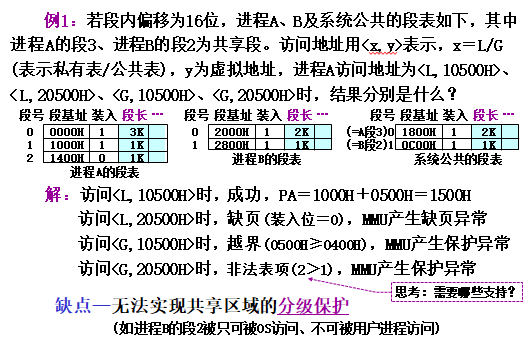 例1：若段内偏移为16位，进程A、B及系统公共的段表如下，其中
进程A的段3、进程B的段2为共享段。访问地址用<x,y>表示，x＝L/G
(表示私有表/公共表)，y为虚拟地址，进程A访问地址为<L,10500H>、
<L,20500H>、<G,10500H>、<G,20500H>时，结果分别是什么？
段号 段基址 装入 段长 … 段号 段基址 装入 段长 … 段号 段基址 装入 段长 …
0 0000H 1 3K 0 2000H 1 2K (=A段3)0 1800H 1 2K
1 1000H 1 1K 1 2800H 1 1K (=B段2)1 0C00H 1 1K
2 1400H 0 1K 进程B的段表 系统公共的段表
进程A的段表
解：访问<L,10500H>时，成功，PA＝1000H＋0500H＝1500H
访问<L,20500H>时，缺页(装入位＝0)，MMU产生缺页异常
访问<G,10500H>时，越界(0500H≥0400H)，MMU产生保护异常
访问<G,20500H>时，非法表项(2＞1)，MMU产生保护异常
思考：需要哪些支持？
缺点—无法实现共享区域的分级保护
(如进程B的段2被只可被OS访问、不可被用户进程访问)